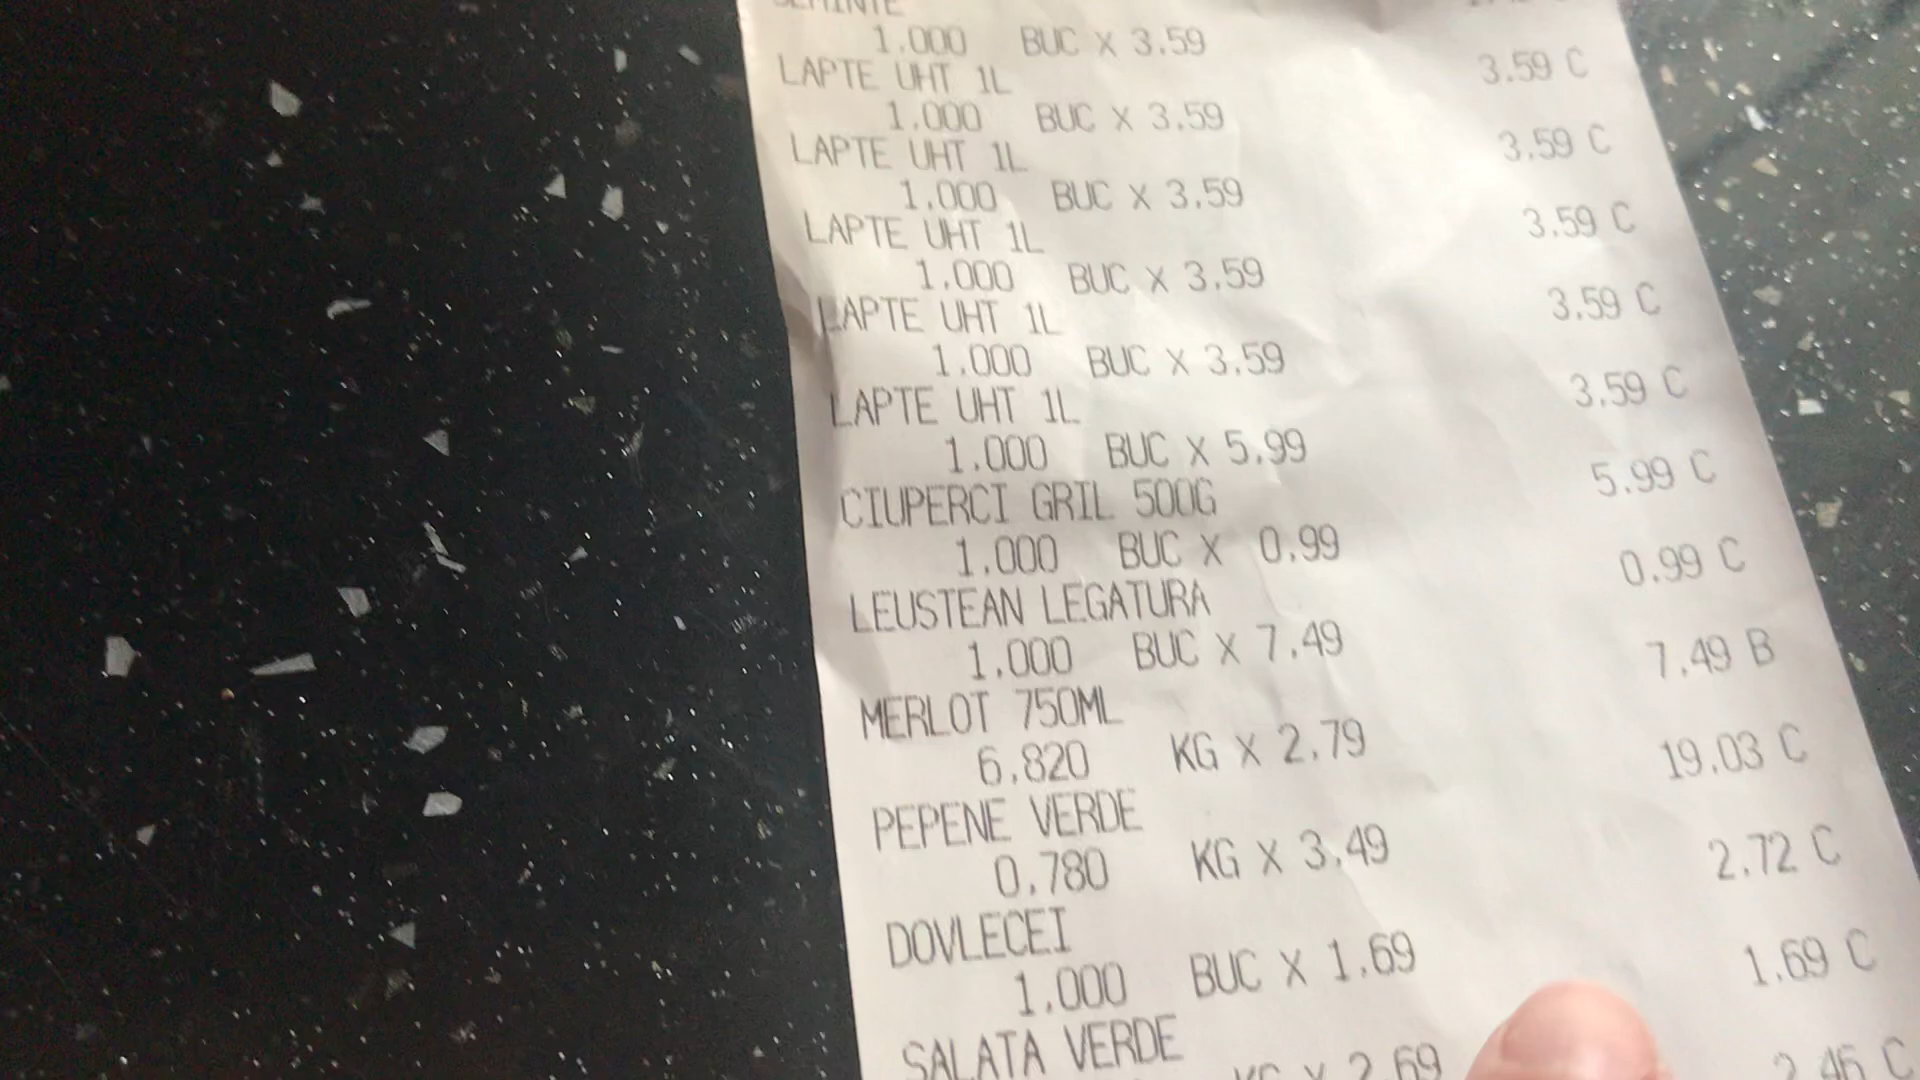 1.000 BUC X 3.59
LAPTE UHT 1L 3.59 C
1.000 BUC X 3.59
LAPTE UHT 1L 3.59 C
1.000 BUC X 3.59
LAPTE UHT 1L 3.59 C
1.000 BUC X 3.59
LAPTE UHT 1L 3.59 C
1.000 BUC X 3.59
LAPTE UHT 1L 3.59 C
1.000 BUC X 5.99
CIUPERCI GRIL 500G 5.99 C
1.000 BUC X 0.99
LEUSTEAN LEGATURA 0.99 C
1.000 BUC X 7.49
MERLOT 750ML 7.49 B
6.820 KG X 2.79
PEPENE VERDE 19.03 C
0.780 KG X 3.49
DOVLECEI 2.72 C
1.000 BUC X 1.69
SALATA VERDE 1.69 C
KG X 2.69
2.46 C